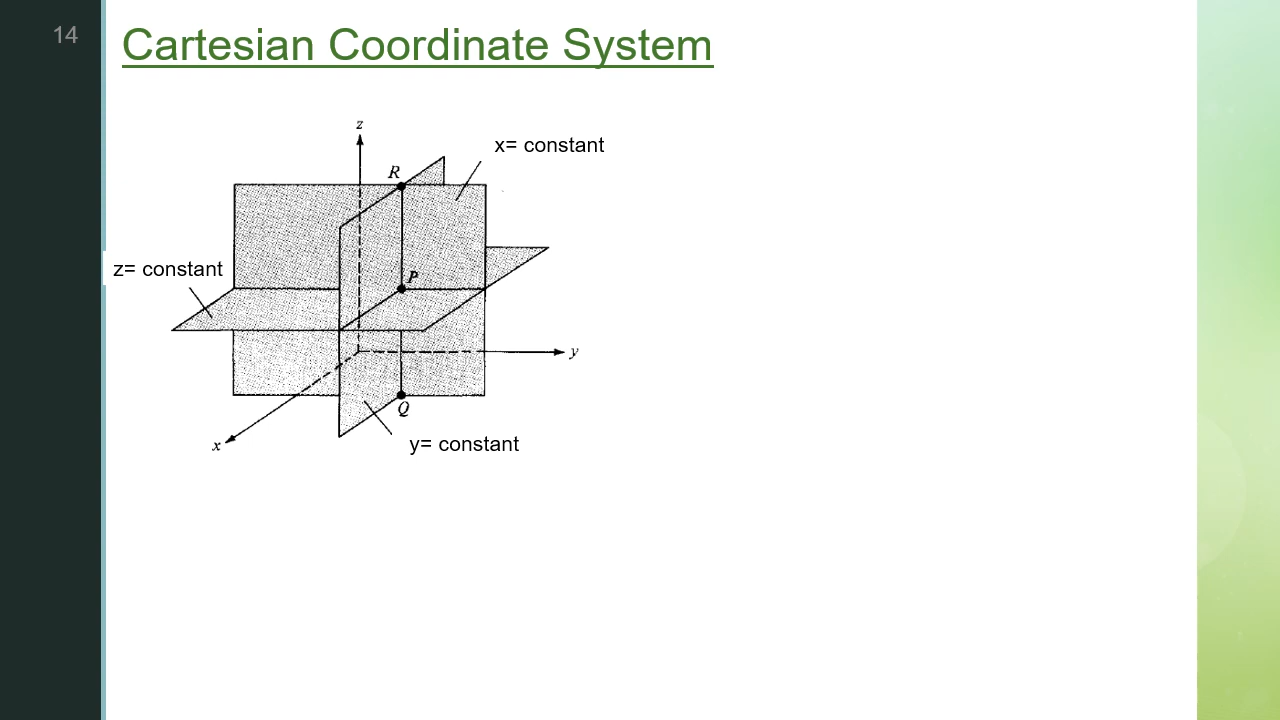 14
Cartesian Coordinate System
z
x= constant
R
z= constant
P
y
Q
x
y= constant